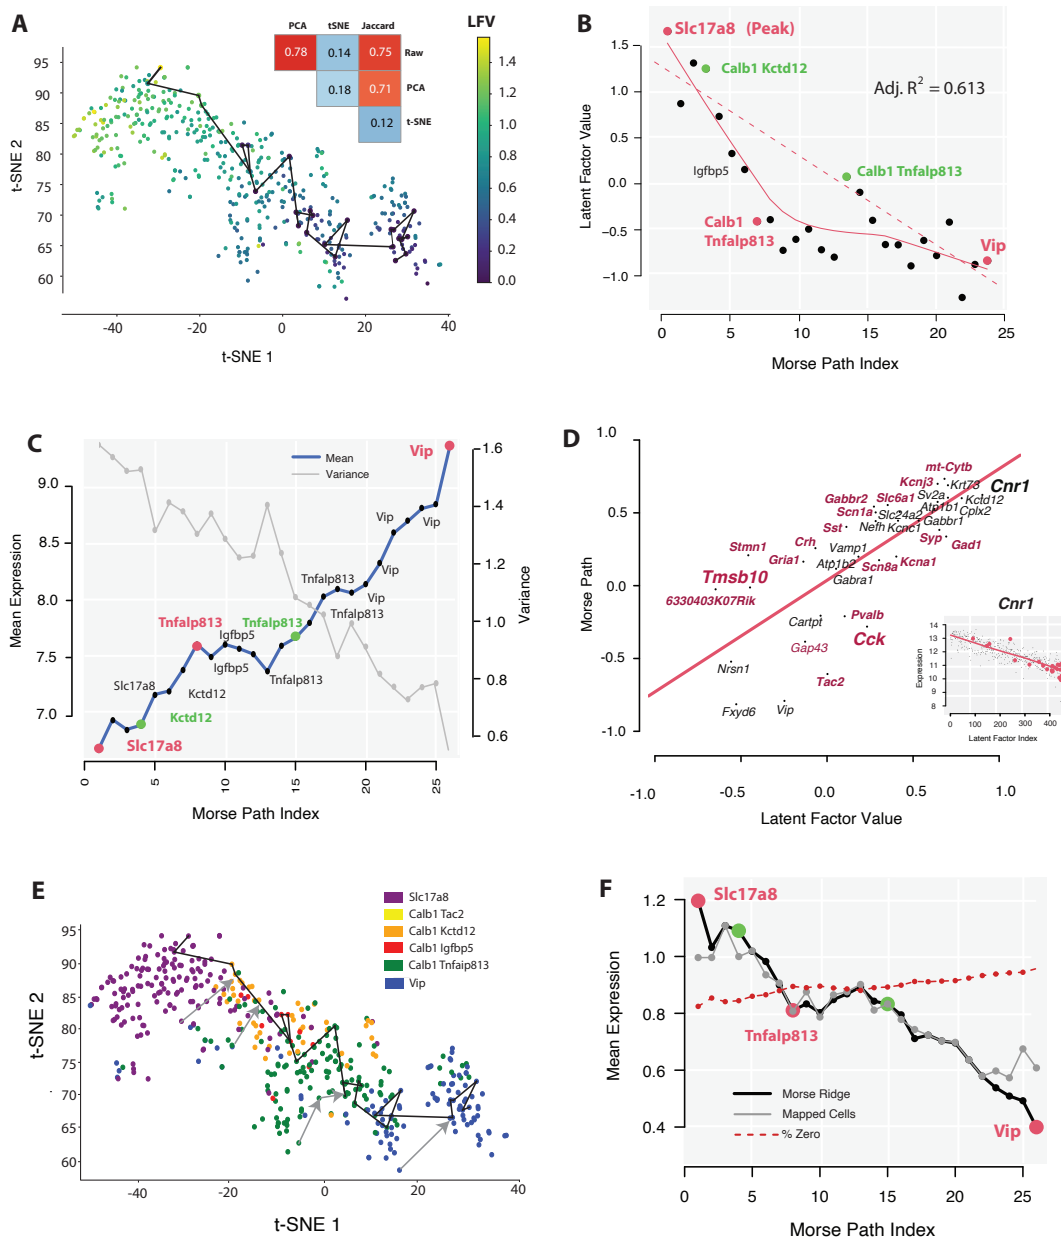 A
PCA
tSNE
Jaccard
0.78
0.14
0.75
Raw
0.18
0.71
PCA
0.12
t-SNE
LFV
1.4
1.2
1.0
0.8
0.6
0.4
0.2
0.0
t-SNE 2
95
90
85
80
75
70
65
60
-40
-20
0
20
40
t-SNE 1
B
Slc17a8 (Peak)
Calb1 Kctd12
Adj. R2 = 0.613
Igfbp5
Calb1 Tnfalp813
Calb1
Tnfalp813
Vip
Latent Factor Value
1.5
1.0
0.5
0.0
−0.5
−1.0
0
5
10
15
20
25
Morse Path Index
C
Mean
Variance
Vip
Mean Expression
9.0
8.5
8.0
7.5
7.0
Variance
1.6
1.4
1.2
1.0
0.8
0.6
Vip
Vip
Vip
Tnfalp813
Vip
Tnfalp813
Tnfalp813
Tnfalp813
Igfbp5
Igfbp5
Tnfalp813
Slc17a8
Kctd12
Kctd12
Slc17a8
0
5
10
15
20
25
Morse Path Index
D
Morse Path
1.0
0.5
0.0
-0.5
-1.0
mt-Cytb
Kcnj3
Krt73
Cnr1
Gabbr2
Slc6a1
Sv2a
Kctd12
Scn1a
Atp1b1
Cplx2
Slc24a2
Sst
Nefh
Kcnc1
Gabbr1
Syp
Gad1
Stmn1
Crh
Vamp1
Gria1
Atp1b2
Scn8a
Kcna1
Tmsb10
Gabra1
6330403K07Rik
Cartpt
Pvalb
Gap43
Cck
Nrsn1
Tac2
Fxyd6
Vip
-1.0
-0.5
0.0
0.5
1.0
Latent Factor Value
Cnr1
Expression
14
13
12
11
10
9
8
0
100
200
300
400
Latent Factor Index
E
Slc17a8
Calb1 Tac2
Calb1 Kctd12
Calb1 Igfbp5
Calb1 Tnfaip813
Vip
t-SNE 2
95
90
85
80
75
70
65
60
-40
-20
0
20
40
t-SNE 1
F
Slc17a8
Tnfalp813
Vip
Morse Ridge
Mapped Cells
% Zero
Mean Expression
1.2
1.0
0.8
0.6
0.4
0
5
10
15
20
25
Morse Path Index